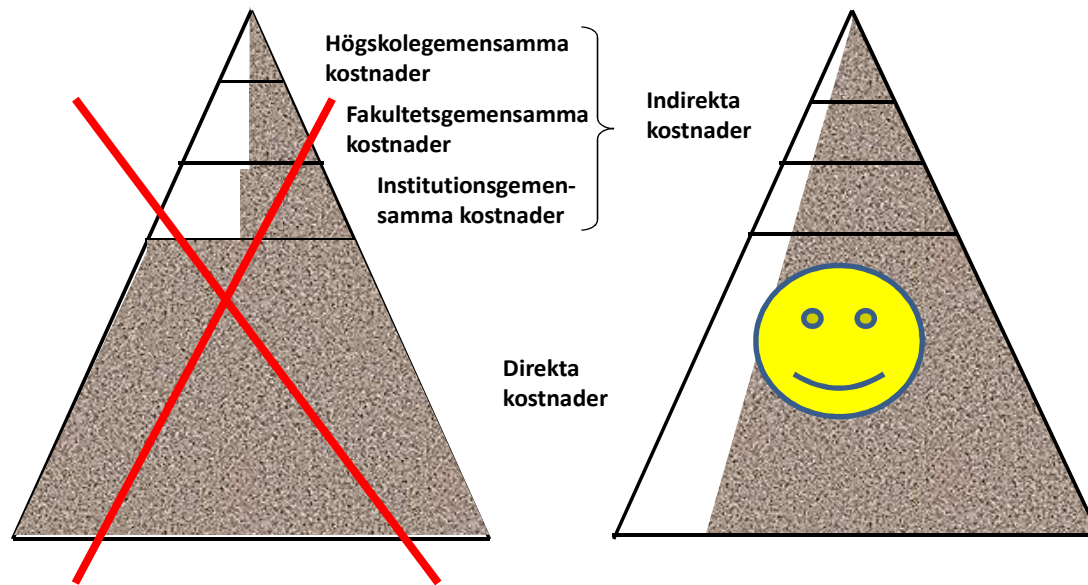 Högskolegemensamma
kostnader
Fakultetsgemensamma
kostnader
Institutionsgemen-
samma kostnader
Indirekta
kostnader
Direkta
kostnader